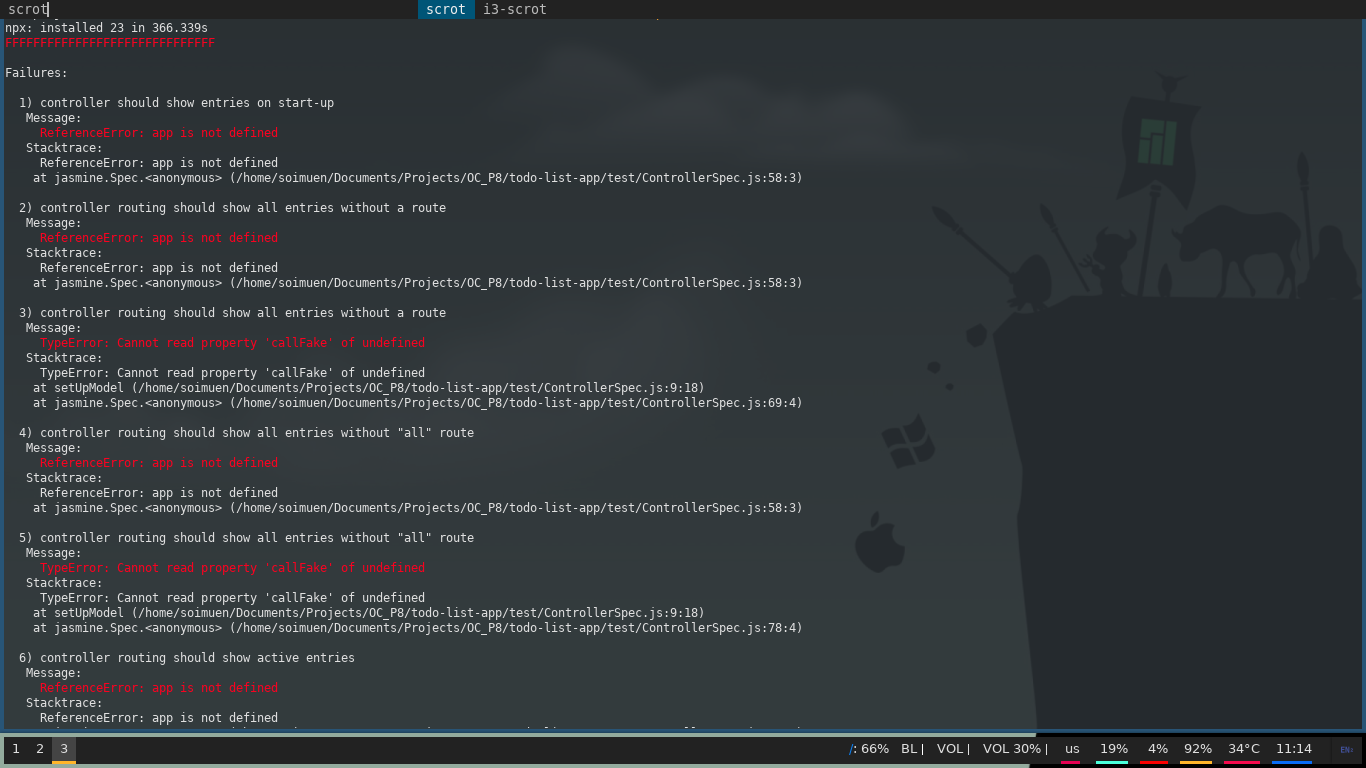 scrot scrot i3-scrot
npx: installed 23 in 366.339s
FFFFFFFFFFFFFFFFFFFFFFFFFFFFFF
Failures:
1) controller should show entries on start-up
Message:
ReferenceError: app is not defined
Stacktrace:
ReferenceError: app is not defined
at jasmine.Spec.<anonymous> (/home/soimuen/Documents/Projects/OC_P8/todo-list-app/test/ControllerSpec.js:58:3)
2) controller routing should show all entries without a route
Message:
ReferenceError: app is not defined
Stacktrace:
ReferenceError: app is not defined
at jasmine.Spec.<anonymous> (/home/soimuen/Documents/Projects/OC_P8/todo-list-app/test/ControllerSpec.js:58:3)
3) controller routing should show all entries without a route
Message:
TypeError: Cannot read property 'callFake' of undefined
Stacktrace:
TypeError: Cannot read property 'callFake' of undefined
at setUpModel (/home/soimuen/Documents/Projects/OC_P8/todo-list-app/test/ControllerSpec.js:9:18)
at jasmine.Spec.<anonymous> (/home/soimuen/Documents/Projects/OC_P8/todo-list-app/test/ControllerSpec.js:69:4)
4) controller routing should show all entries without "all" route
Message:
ReferenceError: app is not defined
Stacktrace:
ReferenceError: app is not defined
at jasmine.Spec.<anonymous> (/home/soimuen/Documents/Projects/OC_P8/todo-list-app/test/ControllerSpec.js:58:3)
5) controller routing should show all entries without "all" route
Message:
TypeError: Cannot read property 'callFake' of undefined
Stacktrace:
TypeError: Cannot read property 'callFake' of undefined
at setUpModel (/home/soimuen/Documents/Projects/OC_P8/todo-list-app/test/ControllerSpec.js:9:18)
at jasmine.Spec.<anonymous> (/home/soimuen/Documents/Projects/OC_P8/todo-list-app/test/ControllerSpec.js:78:4)
6) controller routing should show active entries
Message:
ReferenceError: app is not defined
Stacktrace:
ReferenceError: app is not defined
1 2 3 /: 66% BL | VOL | VOL 30% | us 19% 4% 92% 34°C 11:14 EN